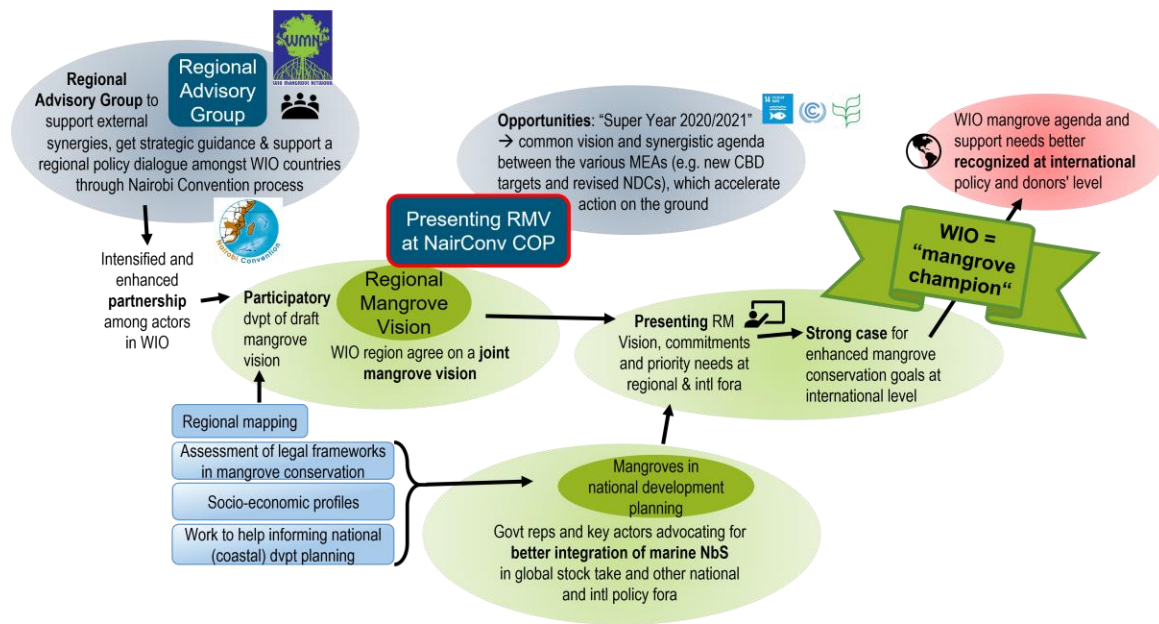 WMN
WIO MANGROVE NETWORK
Regional
Advisory Group to
support external
synergies, get strategic guidance & support a
regional policy dialogue amongst WIO countries
through Nairobi Convention process
Regional
Advisory
Group
Nairobi Convention
Opportunities: “Super Year 2020/2021”
→ common vision and synergistic agenda
between the various MEAs (e.g. new CBD
targets and revised NDCs), which accelerate
action on the ground
14
WIO mangrove agenda and
support needs better
recognized at international
policy and donors' level
Presenting RMV
at NairConv COP
WIO =
“mangrove
champion“
Intensified and
enhanced
partnership
among actors
in WIO
Participatory
dvpt of draft
mangrove
vision
Regional
Mangrove
Vision
WIO region agree on a joint
mangrove vision
Presenting RM
Vision, commitments
and priority needs at
regional & intl fora
Strong case for
enhanced mangrove
conservation goals at
international level
Regional mapping
Assessment of legal frameworks
in mangrove conservation
Socio-economic profiles
Work to help informing national
(coastal) dvpt planning
Mangroves in
national development
planning
Govt reps and key actors advocating for
better integration of marine NbS
in global stock take and other national
and intl policy fora